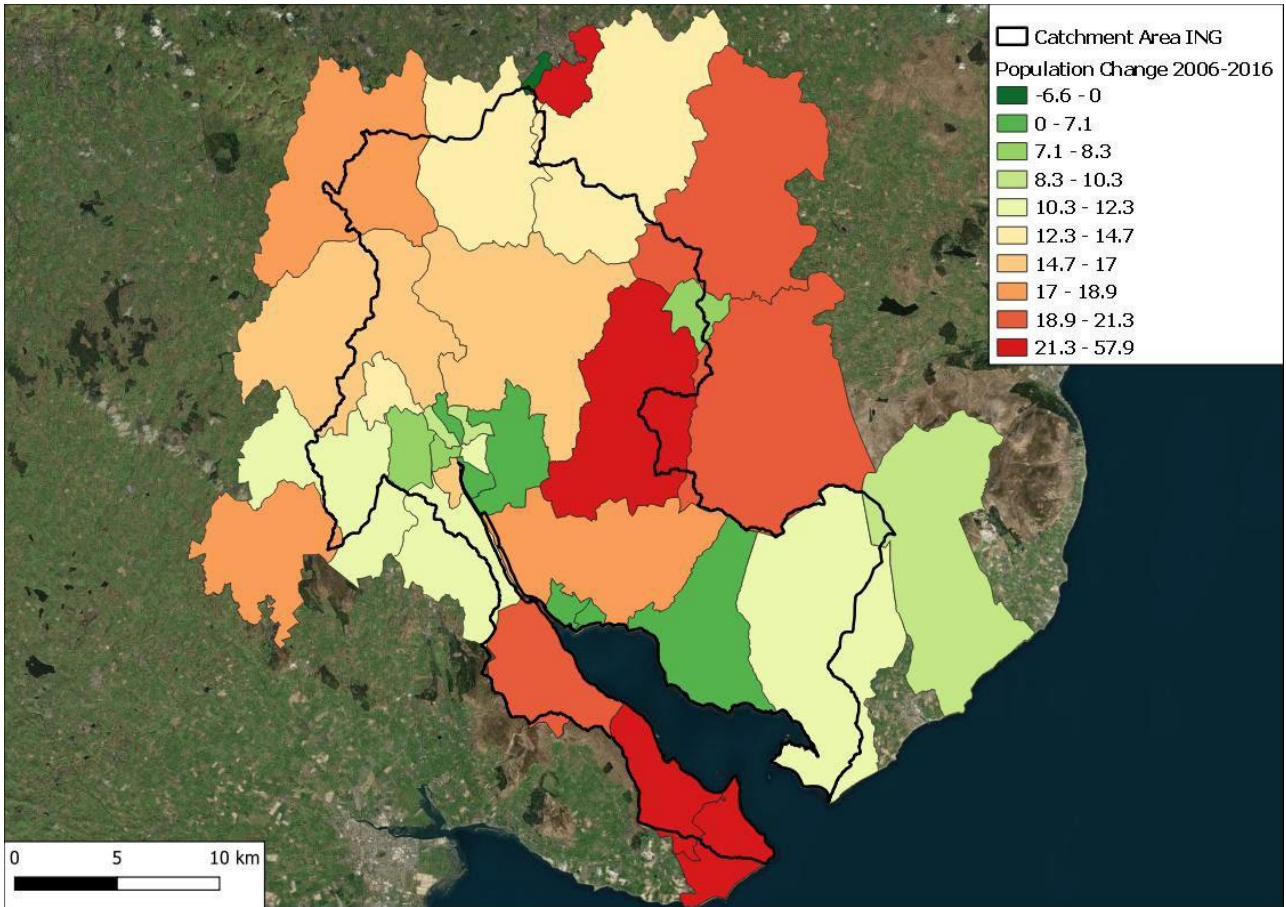 Catchment Area ING
Population Change 2006-2016
-6.6 - 0
0 - 7.1
7.1 - 8.3
8.3 - 10.3
10.3 - 12.3
12.3 - 14.7
14.7 - 17
17 - 18.9
18.9 - 21.3
21.3 - 57.9
0 5 10 km